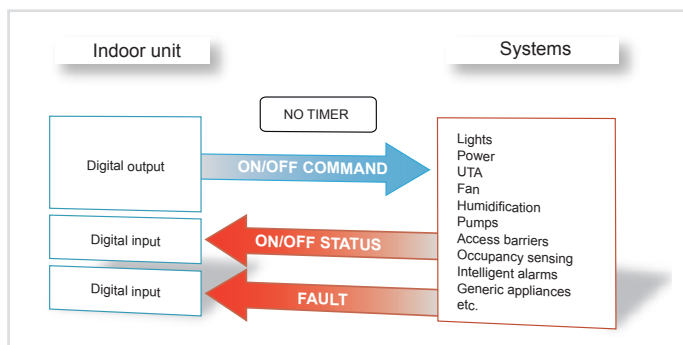 Indoor unit
Systems
NO TIMER
Digital output
ON/OFF COMMAND
Digital input
ON/OFF STATUS
Digital input
FAULT
Lights
Power
UTA
Fan
Humidification
Pumps
Access barriers
Occupancy sensing
Intelligent alarms
Generic appliances
etc.